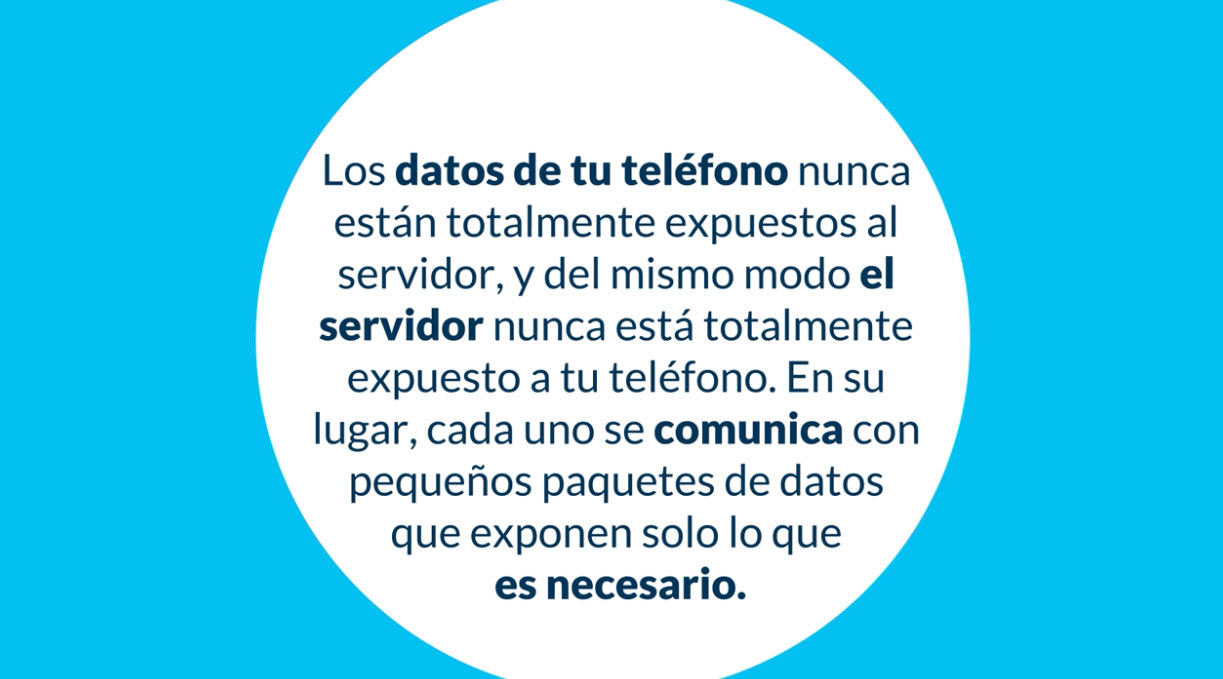 Los datos de tu teléfono nunca
están totalmente expuestos al
servidor, y del mismo modo el
servidor nunca está totalmente
expuesto a tu teléfono. En su
lugar, cada uno se comunica con
pequeños paquetes de datos
que exponen solo lo que
es necesario.